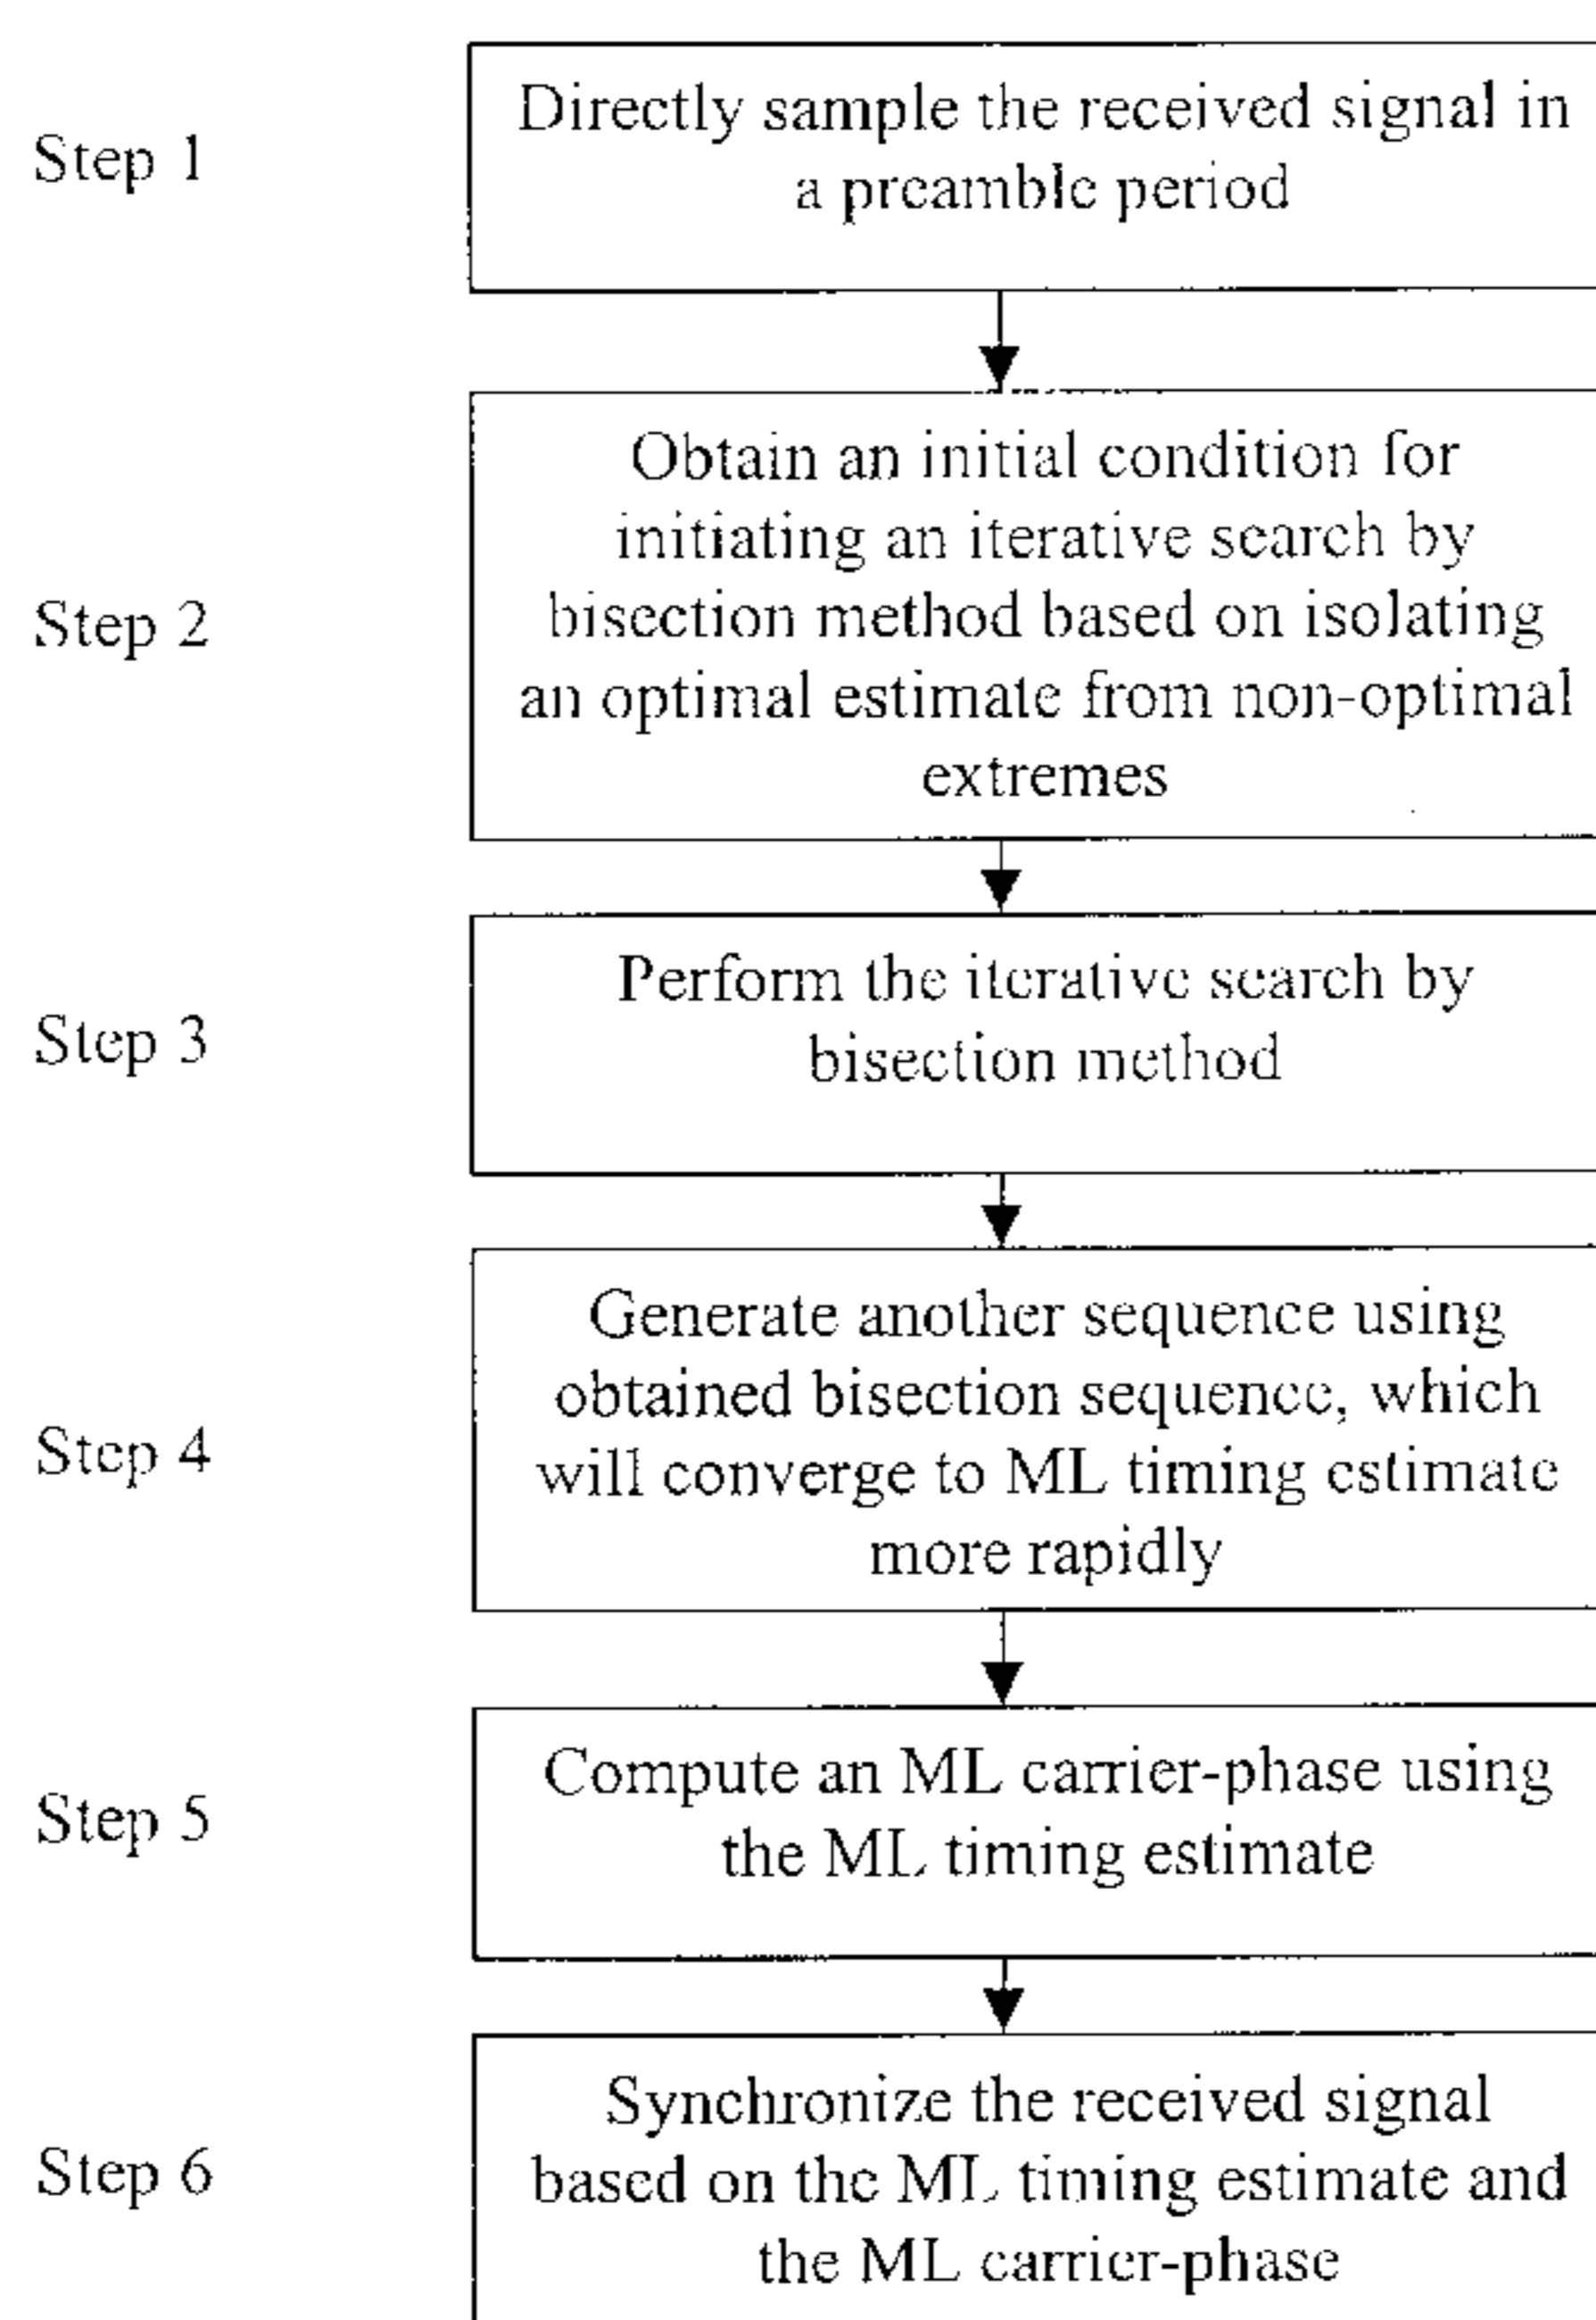 Step 1
Directly sample the received signal in
a preamble period
Step 2
Obtain an initial condition for
initiating an iterative search by
bisection method based on isolating
an optimal estimate from non-optimal
extremes
Step 3
Perform the iterative search by
bisection method
Step 4
Generate another sequence using
obtained bisection sequence, which
will converge to ML timing estimate
more rapidly
Step 5
Compute an ML carrier-phase using
the ML timing estimate
Step 6
Synchronize the received signal
based on the ML timing estimate and
the ML carrier-phase